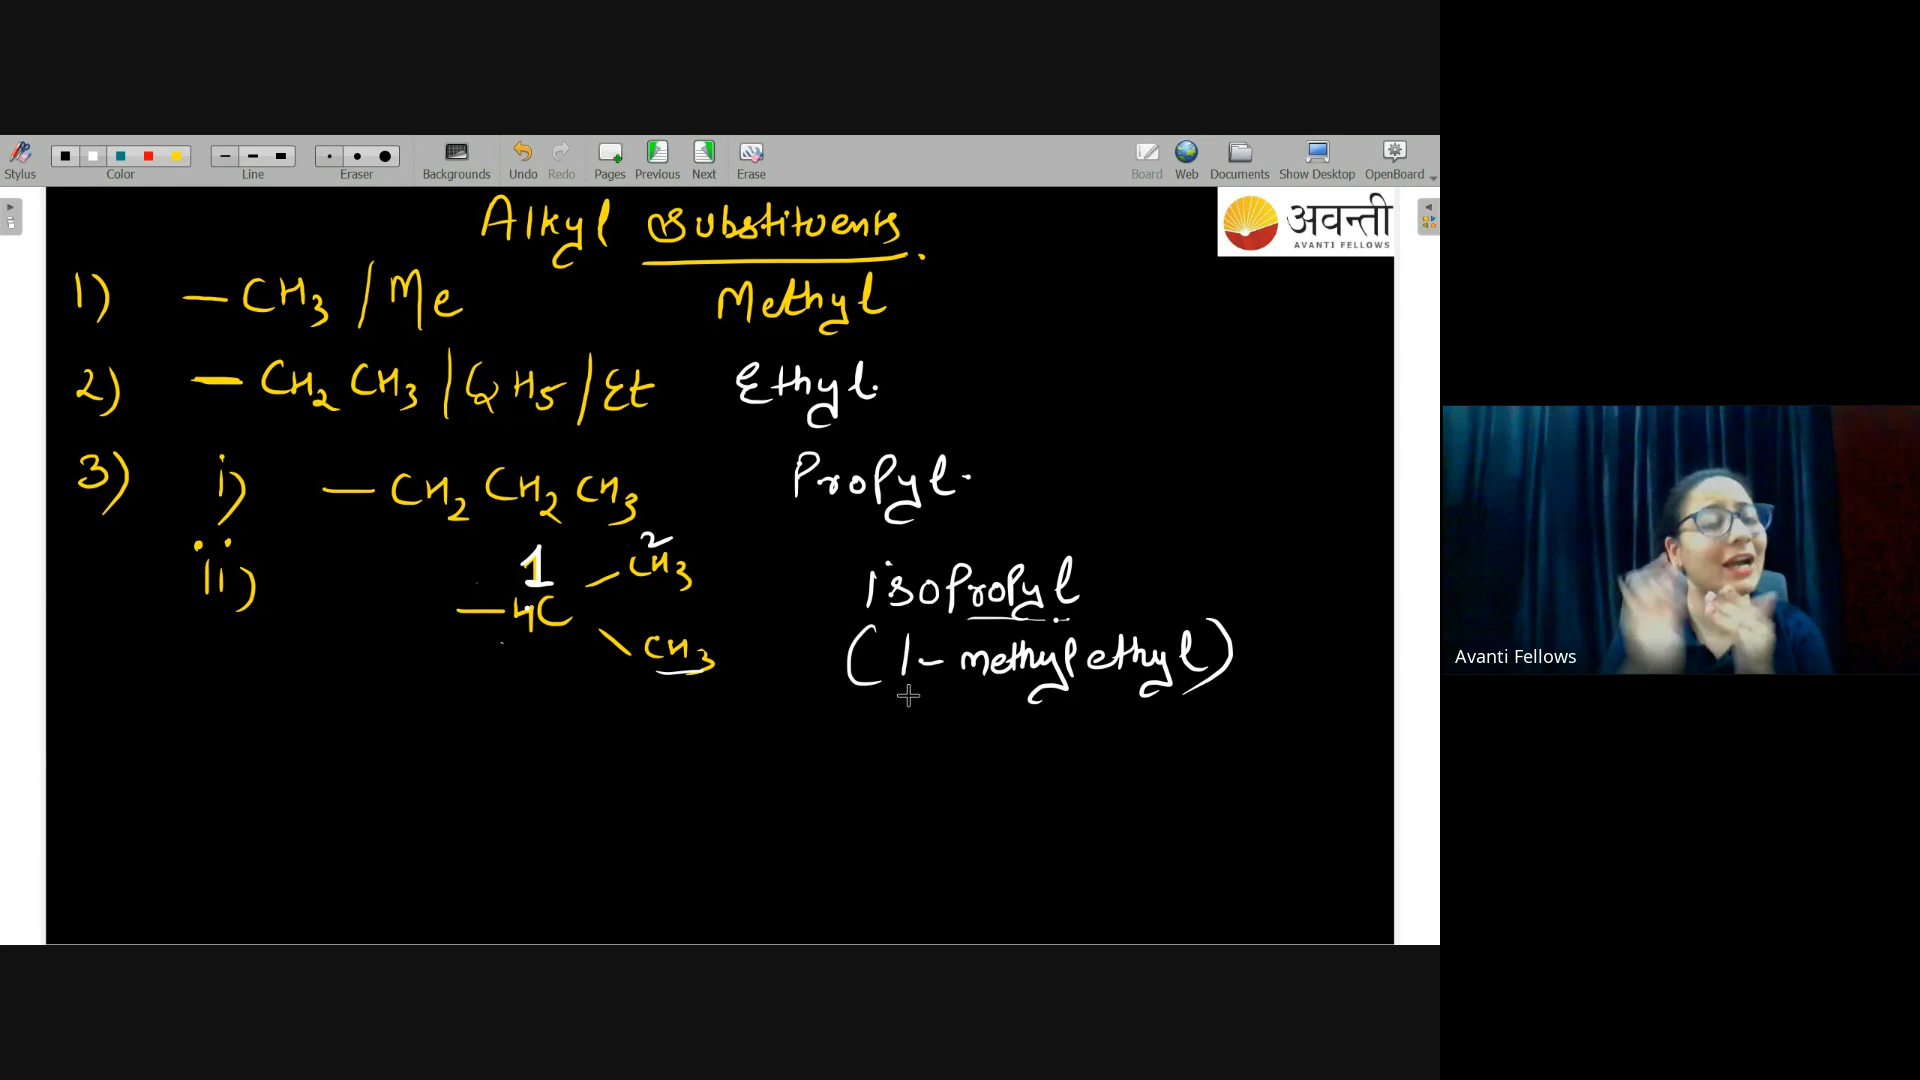 Stylus
Color
Line
Eraser
Backgrounds
Undo Redo
Pages Previous Next
Erase
Board Web Documents Show Desktop OpenBoard
Alkyl substituents.
अवन्ती
AVANTI FELLOWS
1) —CH3 / Me Methyl
2) —CH2 CH3 / C2H5 / Et Ethyl.
3) i) —CH2 CH2 CH3 Propyl.
ii) 1 2
—HC CH3 isopropyl
CH3 (1-methylethyl)
Avanti Fellows